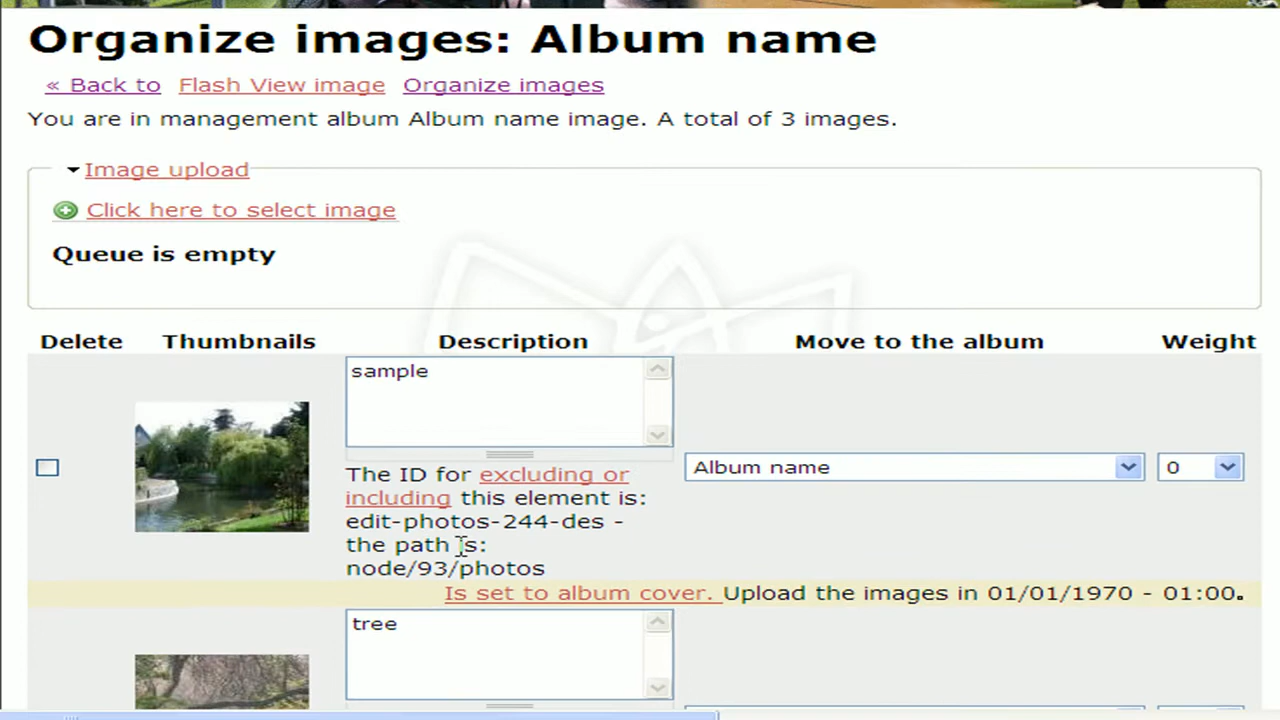 Organize images: Album name
« Back to Flash View image Organize images
You are in management album Album name image. A total of 3 images.
Image upload
Click here to select image
Queue is empty
Delete Thumbnails Description Move to the album Weight
sample
Album name 0
The ID for excluding or
including this element is:
edit-photos-244-des -
the path is:
node/93/photos
Is set to album cover. Upload the images in 01/01/1970 - 01:00.
tree